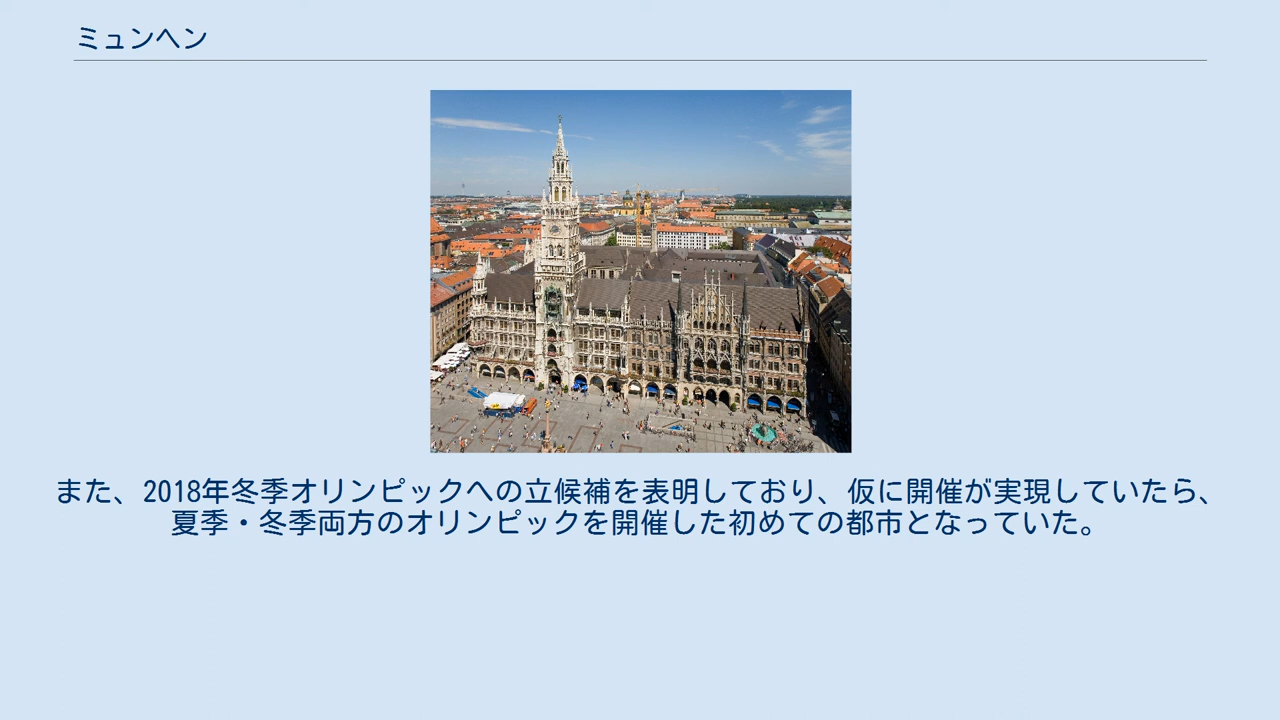 ミュンヘン
また、2018年冬季オリンピックへの立候補を表明しており、仮に開催が実現していたら、
夏季・冬季両方のオリンピックを開催した初めての都市となっていた。